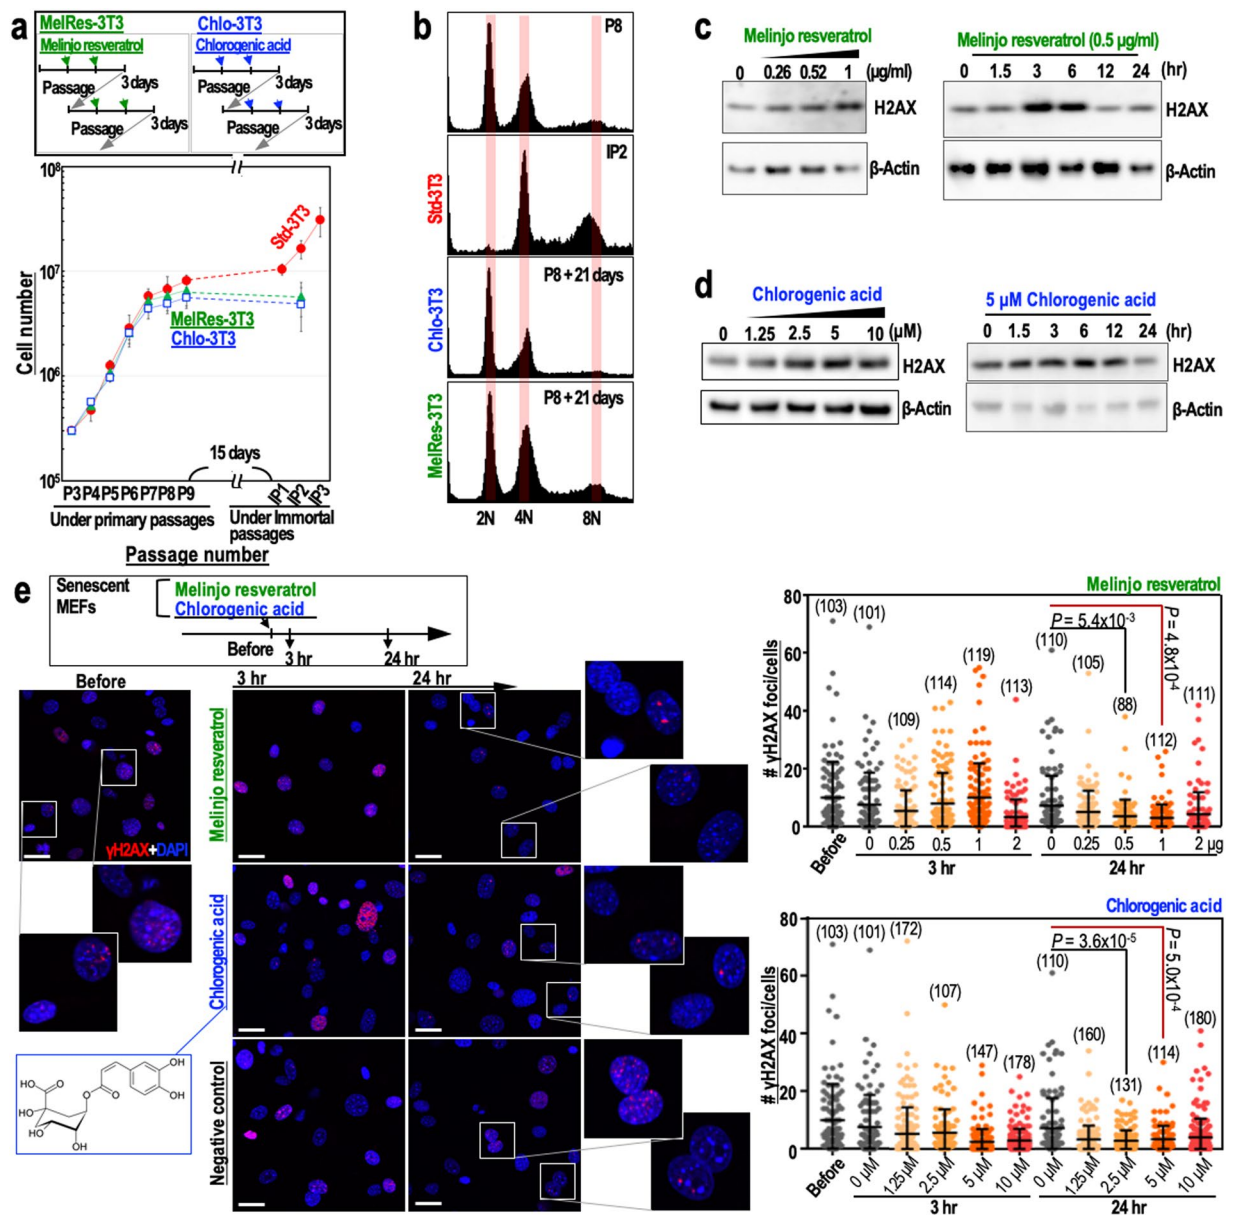 a
MelRes-3T3
Chlo-3T3
Melinjo resveratrol
Chlorogenic acid
Passage
3 days
Passage
3 days
Passage
3 days
Passage
3 days
10⁸
10⁷
10⁶
10⁵
Cell number
Std-3T3
MelRes-3T3
Chlo-3T3
15 days
P3 P4 P5 P6 P7 P8 P9
IP1 IP2 IP3
Under primary passages
Under Immortal
passages
Passage number
b
P8
IP2
P8 + 21 days
P8 + 21 days
Std-3T3
Chlo-3T3
MelRes-3T3
2N 4N 8N
c
Melinjo resveratrol
0 0.26 0.52 1 (µg/ml)
H2AX
β-Actin
Melinjo resveratrol (0.5 µg/ml)
0 1.5 3 6 12 24 (hr)
H2AX
β-Actin
d
Chlorogenic acid
0 1.25 2.5 5 10 (µM)
H2AX
β-Actin
5 µM Chlorogenic acid
0 1.5 3 6 12 24 (hr)
H2AX
β-Actin
e
Senescent
MEFs
Melinjo resveratrol
Chlorogenic acid
Before
3 hr
24 hr
Before
3 hr
24 hr
γH2AX+DAPI
Melinjo resveratrol
Chlorogenic acid
Negative control
HO
O
HO
HO
OH
O
O
OH
OH
Melinjo resveratrol
# γH2AX foci/cells
80
60
40
20
0
(103) (101) (109) (114) (119) (113) (110) (105) (88) (112) (111)
P = 5.4x10⁻³
P = 4.8x10⁻⁴
Before 0 0.25 0.5 1 2 0 0.25 0.5 1 2 µg
3 hr
24 hr
Chlorogenic acid
# γH2AX foci/cells
80
60
40
20
0
(103) (101) (172) (107) (147) (178) (110) (160) (131) (114) (180)
P = 3.6x10⁻⁵
P = 5.0x10⁻⁴
Before 0 µM 1.25 µM 2.5 µM 5 µM 10 µM 0 µM 1.25 µM 2.5 µM 5 µM 10 µM
3 hr
24 hr